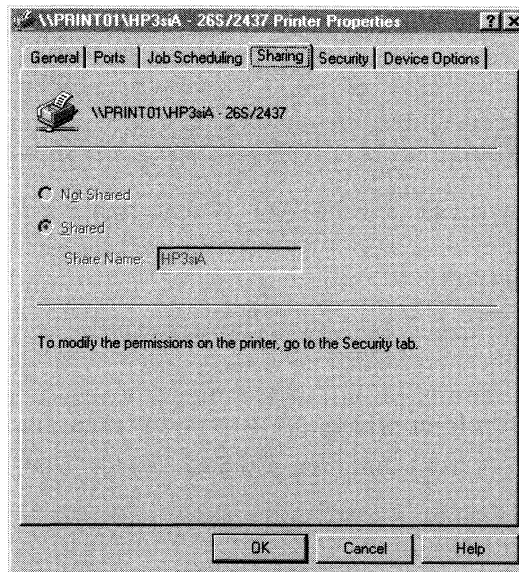 \\PRINT01\HP3siA - 26S/2437 Printer Properties
General Ports Job Scheduling Sharing Security Device Options
\\PRINT01\HP3siA - 26S/2437
Not Shared
Shared
Share Name: HP3siA
To modify the permissions on the printer, go to the Security tab.
OK Cancel Help